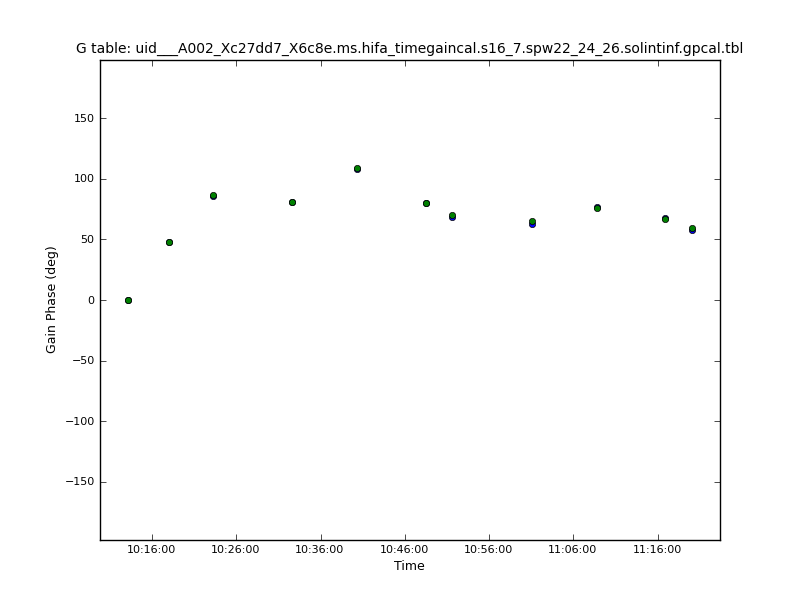 G table: uid___A002_Xc27dd7_X6c8e.ms.hifa_timegaincal.s16_7.spw22_24_26.solintinf.gpcal.tbl
150
100
50
0
−50
−100
−150
Gain Phase (deg)
10:16:00 10:26:00 10:36:00 10:46:00 10:56:00 11:06:00 11:16:00
Time